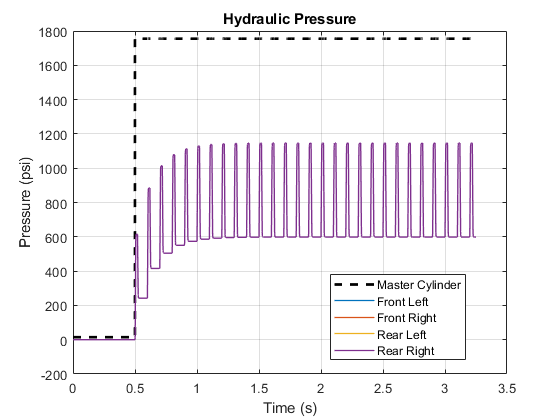 Hydraulic Pressure
1800
1600
1400
1200
1000
800
600
400
200
0
-200
Pressure (psi)
Master Cylinder
Front Left
Front Right
Rear Left
Rear Right
0 0.5 1 1.5 2 2.5 3 3.5
Time (s)